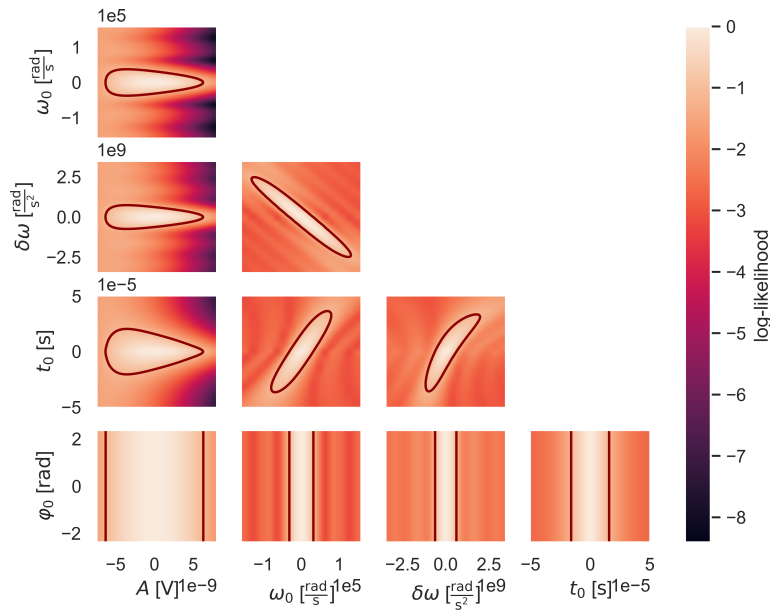 1e5
1
0
−1
ω₀ [rad/s]
1e9
2.5
0.0
−2.5
δω [rad/s²]
1e−5
5
0
−5
t₀ [s]
2
0
−2
φ₀ [rad]
−5 0 5
A [V] 1e−9
−1 0 1
ω₀ [rad/s] 1e5
−2.5 0.0 2.5
δω [rad/s²] 1e9
−5 0 5
t₀ [s] 1e−5
0
−1
−2
−3
−4
−5
−6
−7
−8
log-likelihood